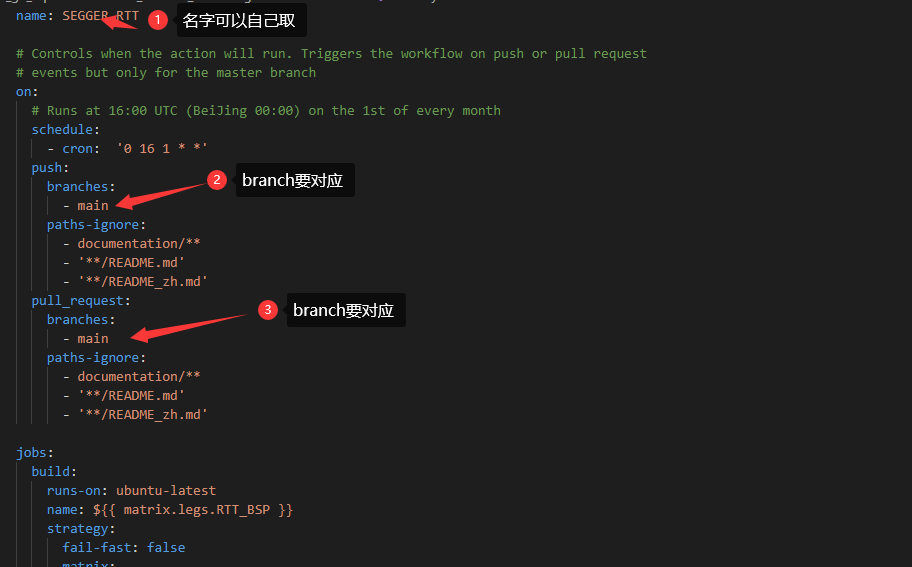 name: SEGGER_RTT 1 名字可以自己取
# Controls when the action will run. Triggers the workflow on push or pull request
# events but only for the master branch
on:
# Runs at 16:00 UTC (BeiJing 00:00) on the 1st of every month
schedule:
- cron: '0 16 1 * *'
push:
branches: 2 branch要对应
- main
paths-ignore:
- documentation/**
- '**/README.md'
- '**/README_zh.md'
pull_request: 3 branch要对应
branches:
- main
paths-ignore:
- documentation/**
- '**/README.md'
- '**/README_zh.md'
jobs:
build:
runs-on: ubuntu-latest
name: ${{ matrix.legs.RTT_BSP }}
strategy:
fail-fast: false
matrix: